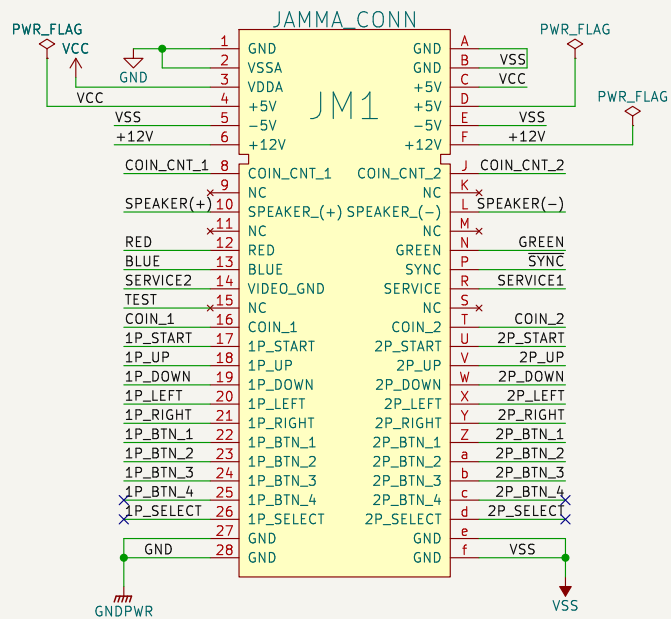 JAMMA_CONN
PWR_FLAG PWR_FLAG
VCC
1 GND GND A
GND 2 VSSA GND B VSS
3 VDDA +5V C VCC
VCC 4 +5V +5V D
JM1
PWR_FLAG
VSS 5 -5V -5V E VSS
+12V 6 +12V +12V F +12V
COIN_CNT_1 8 COIN_CNT_1 COIN_CNT_2 J COIN_CNT_2
9 NC NC K
SPEAKER(+) 10 SPEAKER_(+) SPEAKER_(-) L SPEAKER(-)
11 NC NC M
RED 12 RED GREEN N GREEN
BLUE 13 BLUE SYNC P SYNC
SERVICE2 14 VIDEO_GND SERVICE R SERVICE1
TEST 15 NC NC S
COIN_1 16 COIN_1 COIN_2 T COIN_2
1P_START 17 1P_START 2P_START U 2P_START
1P_UP 18 1P_UP 2P_UP V 2P_UP
1P_DOWN 19 1P_DOWN 2P_DOWN W 2P_DOWN
1P_LEFT 20 1P_LEFT 2P_LEFT X 2P_LEFT
1P_RIGHT 21 1P_RIGHT 2P_RIGHT Y 2P_RIGHT
1P_BTN_1 22 1P_BTN_1 2P_BTN_1 Z 2P_BTN_1
1P_BTN_2 23 1P_BTN_2 2P_BTN_2 a 2P_BTN_2
1P_BTN_3 24 1P_BTN_3 2P_BTN_3 b 2P_BTN_3
1P_BTN_4 25 1P_BTN_4 2P_BTN_4 c 2P_BTN_4
1P_SELECT 26 1P_SELECT 2P_SELECT d 2P_SELECT
27 GND GND e
GND 28 GND GND f VSS
GNDPWR VSS